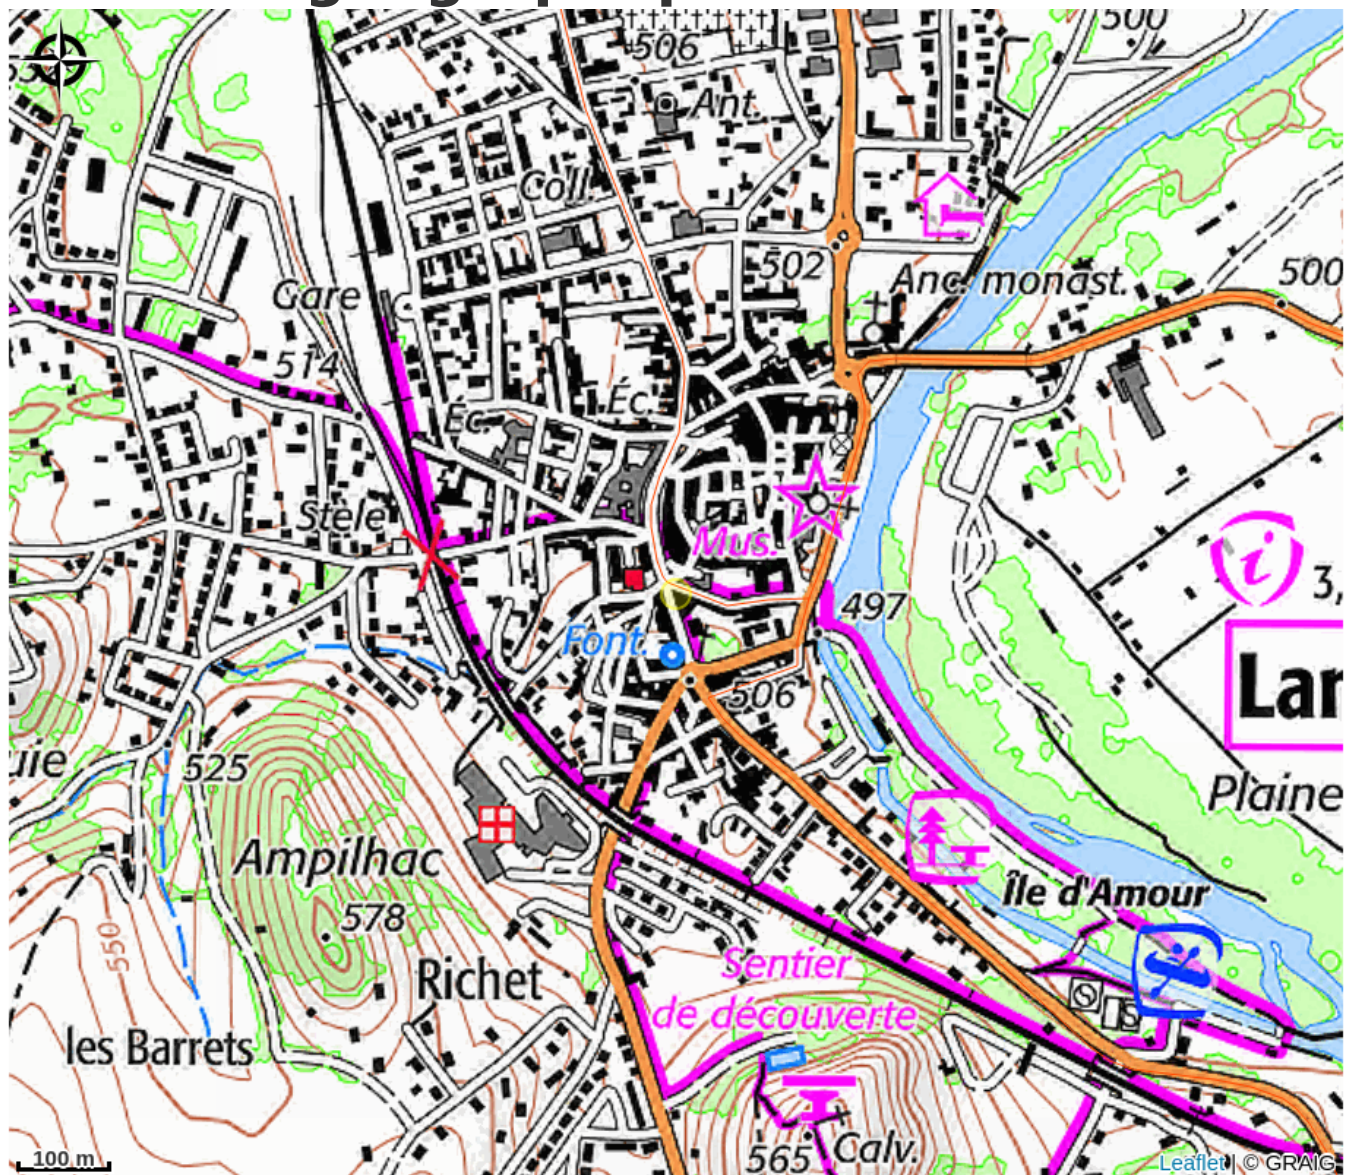 500
506
Ant.
Coll.
502
Anc. monast.
500
Gare
514
Éc.
Éc.
Stèle
Mus.
i
3,
497
Font.
Lar
506
uie
525
Plaine
Ampilhac
Île d'Amour
578
550
Richet
Sentier
de découverte
les Barrets
S
S
565
Calv.
100 m
Leaflet | © GRAIG